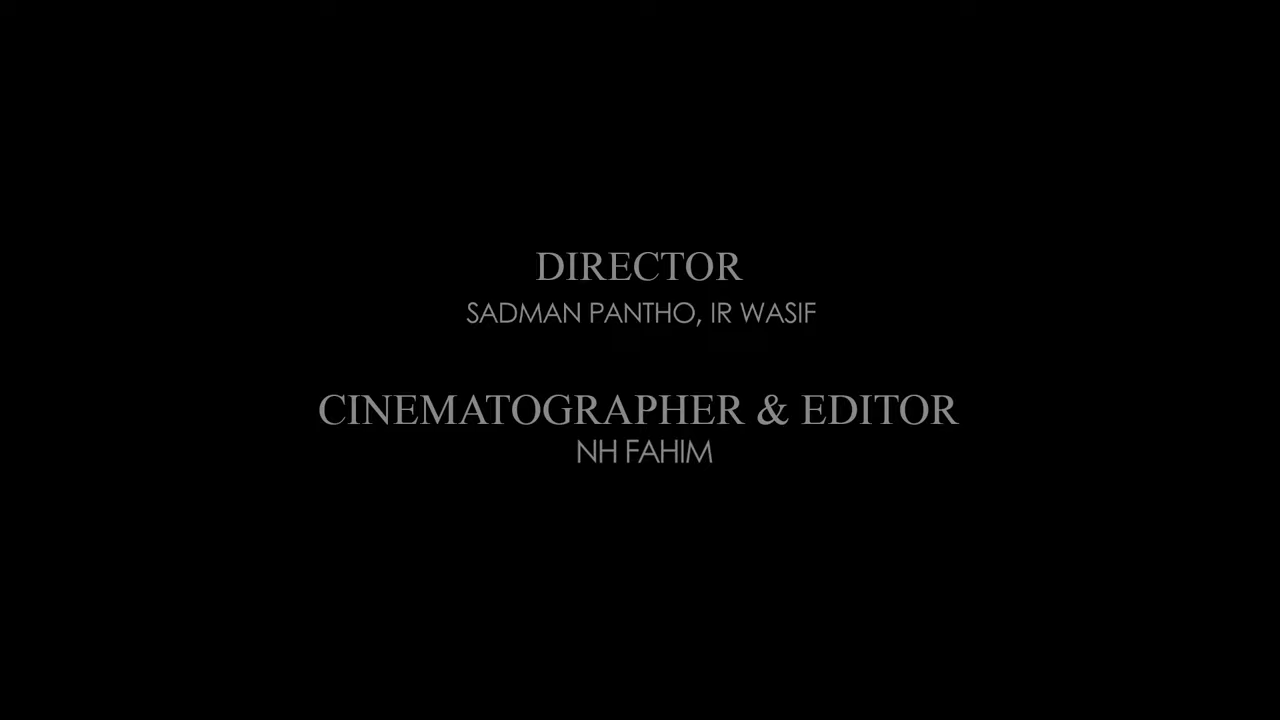 DIRECTOR
SADMAN PANTHO, IR WASIF
CINEMATOGRAPHER & EDITOR
NH FAHIM